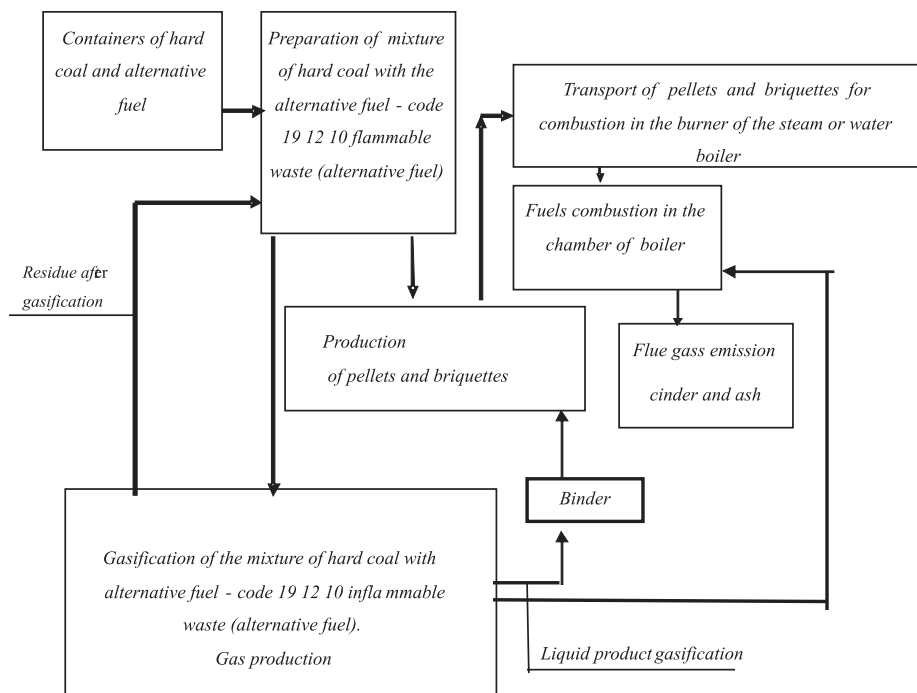 Containers of hard
coal and alternative
fuel
Preparation of mixture
of hard coal with the
alternative fuel - code
19 12 10 flammable
waste (alternative fuel)
Transport of pellets and briquettes for
combustion in the burner of the steam or water
boiler
Fuels combustion in the
chamber of boiler
Residue after
gasification
Production
of pellets and briquettes
Flue gass emission
cinder and ash
Binder
Gasification of the mixture of hard coal with
alternative fuel - code 19 12 10 infla mmable
waste (alternative fuel).
Gas production
Liquid product gasification